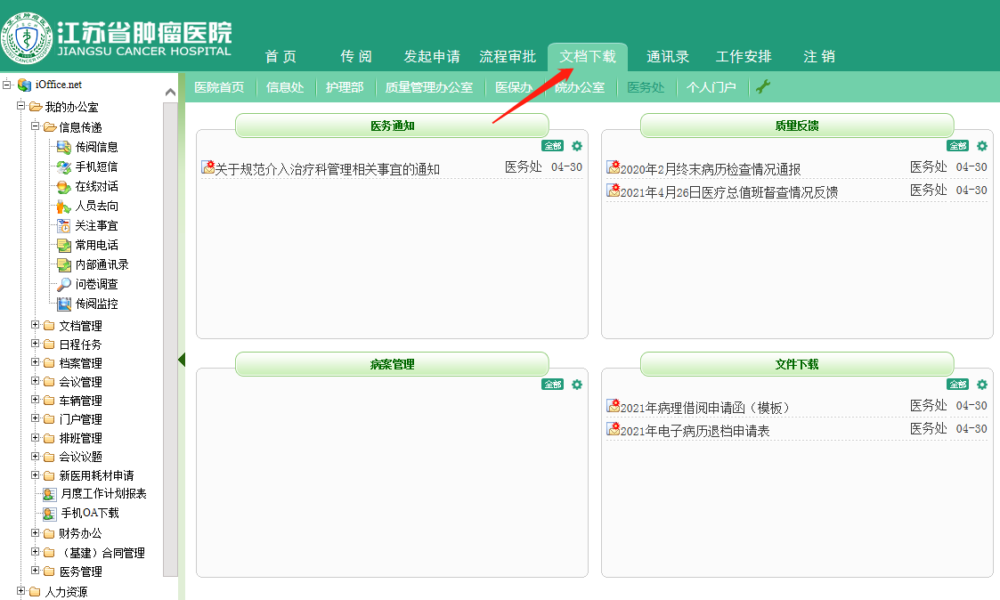 江苏省肿瘤医院
JIANGSU CANCER HOSPITAL
首 页 传 阅 发起申请 流程审批 文档下载 通讯录 工作安排 注 销
医院首页 信息处 护理部 质量管理办公室 医保办 院办公室 医务处 个人门户
iOffice.net
我的办公室
信息传递
传阅信息
手机短信
在线对话
人员去向
关注事宜
常用电话
内部通讯录
问卷调查
传阅监控
文档管理
日程任务
档案管理
会议管理
车辆管理
门户管理
排班管理
会议议题
新医用耗材申请
月度工作计划报表
手机OA下载
财务办公
（基建）合同管理
医务管理
人力资源
医务通知
全部
关于规范介入治疗科管理相关事宜的通知 医务处 04-30
质量反馈
全部
2020年2月终末病历检查情况通报 医务处 04-30
2021年4月26日医疗总值班督查情况反馈 医务处 04-30
病案管理
全部
文件下载
全部
2021年病理借阅申请函（模板） 医务处 04-30
2021年电子病历退档申请表 医务处 04-30